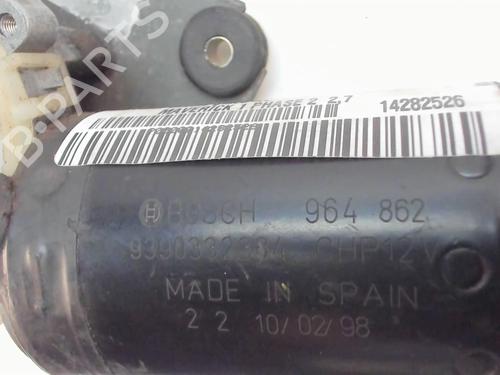 MAVERICK I PHASE 2 2.7 14282526
B-PARTS
BOSCH 964 862
9390332384 CHP12V
MADE IN SPAIN
2 2 10/02/98